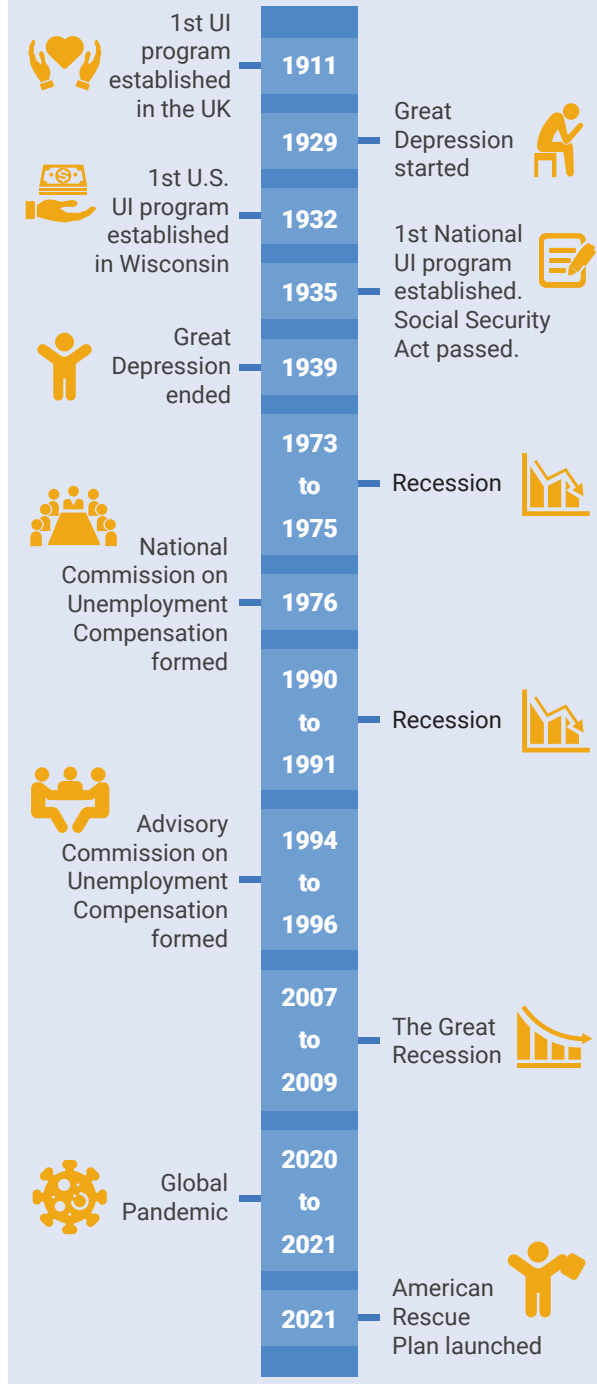 1st UI
program
established
in the UK
1911
1929
Great
Depression
started
1st U.S.
UI program
established
in Wisconsin
1932
1935
1st National
UI program
established.
Social Security
Act passed.
Great
Depression
ended
1939
1973
to
1975
Recession
National
Commission on
Unemployment
Compensation
formed
1976
1990
to
1991
Recession
Advisory
Commission on
Unemployment
Compensation
formed
1994
to
1996
2007
to
2009
The Great
Recession
Global
Pandemic
2020
to
2021
2021
American
Rescue
Plan launched